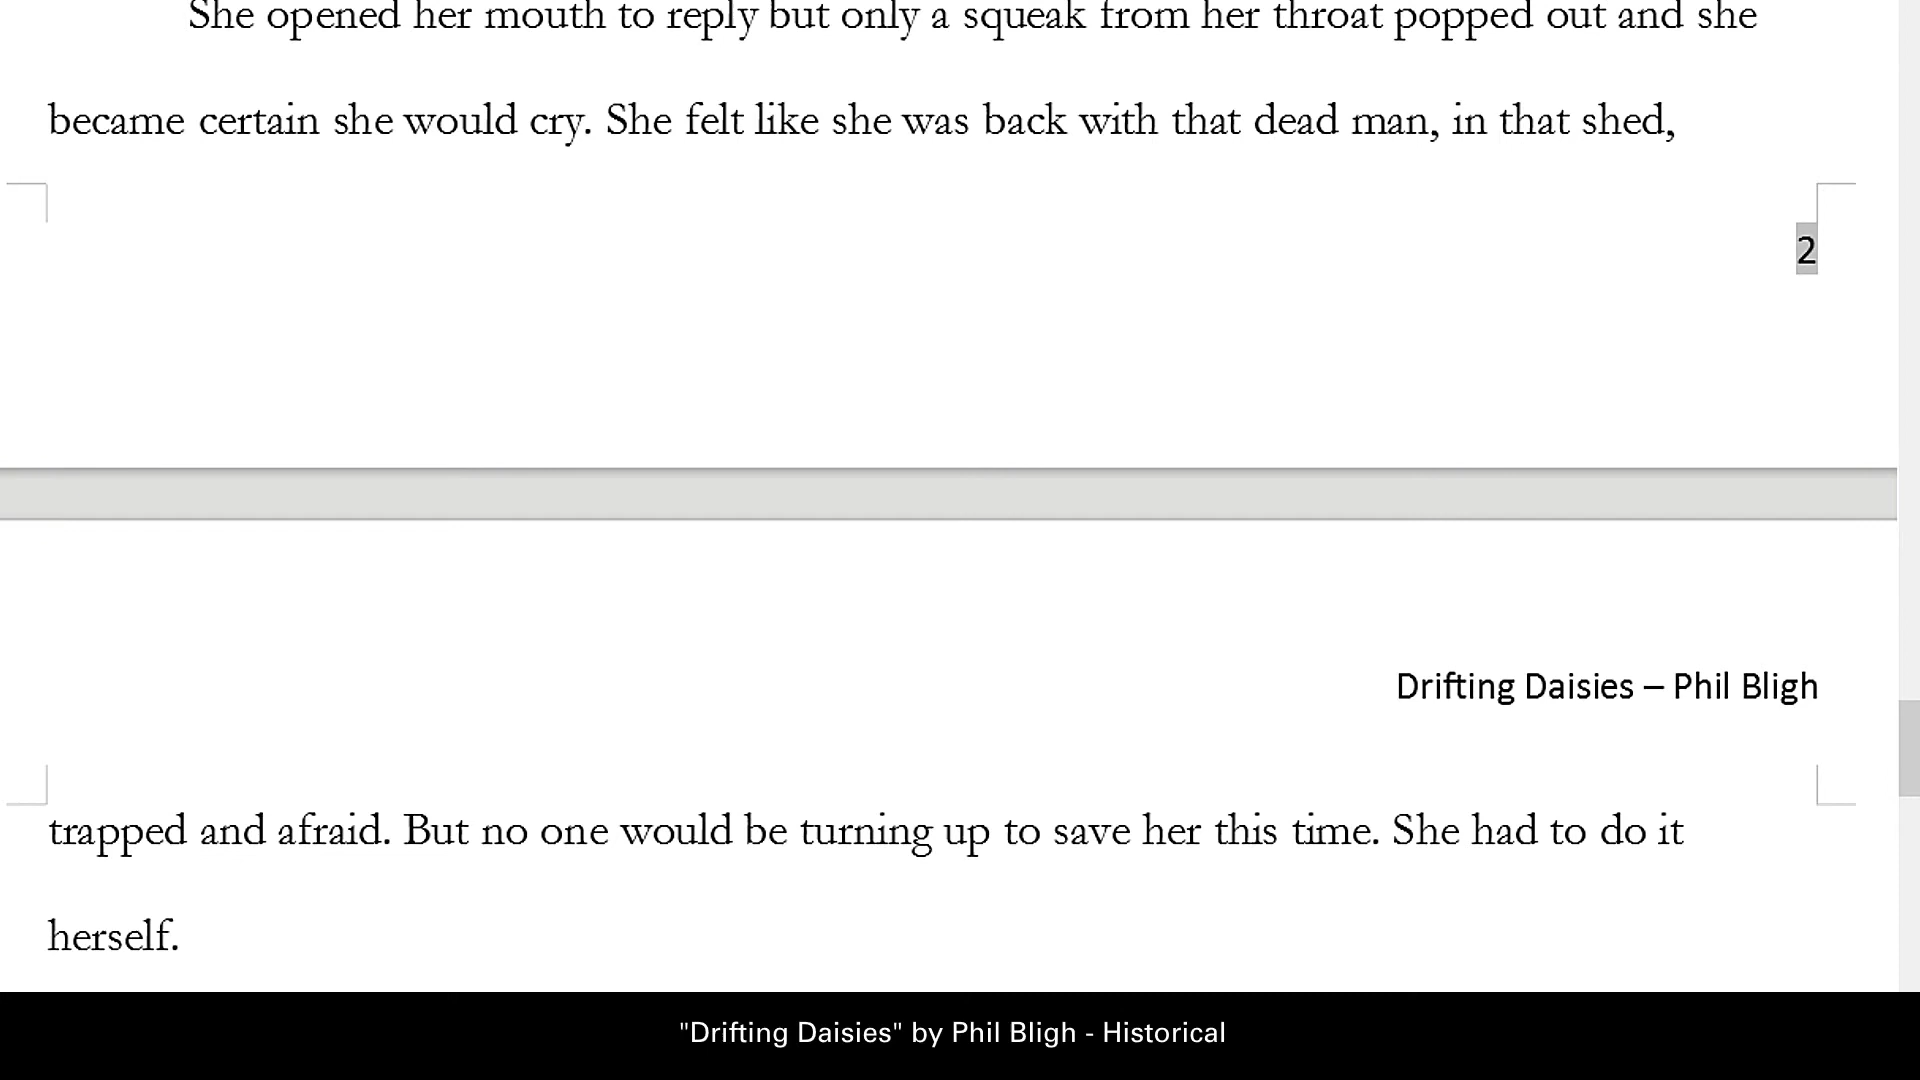 She opened her mouth to reply but only a squeak from her throat popped out and she
became certain she would cry. She felt like she was back with that dead man, in that shed,
2
Drifting Daisies – Phil Bligh
trapped and afraid. But no one would be turning up to save her this time. She had to do it
herself.
"Drifting Daisies" by Phil Bligh - Historical